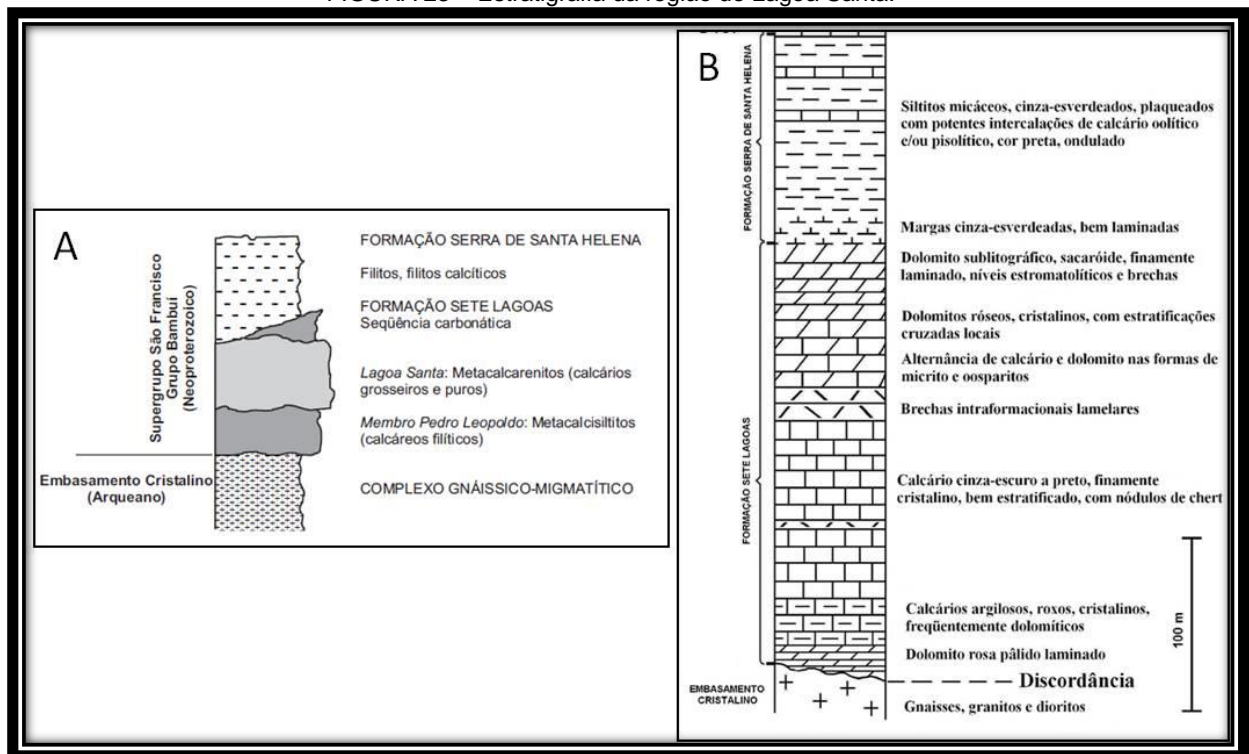 A
Supergrupo São Francisco
Grupo Bambuí
(Neoproterozoico)
Embasamento Cristalino
(Arqueano)
FORMAÇÃO SERRA DE SANTA HELENA
Filitos, filitos calcíticos
FORMAÇÃO SETE LAGOAS
Seqüência carbonática
Lagoa Santa: Metacalcarenitos (calcários
grosseiros e puros)
Membro Pedro Leopoldo: Metacalcisiltitos
(calcáreos filíticos)
COMPLEXO GNÁISSICO-MIGMATÍTICO
B
FORMAÇÃO SERRA DE SANTA HELENA
FORMAÇÃO SETE LAGOAS
EMBASAMENTO
CRISTALINO
Siltitos micáceos, cinza-esverdeados, plaqueados
com potentes intercalações de calcário oolítico
e/ou pisolítico, cor preta, ondulado
Margas cinza-esverdeadas, bem laminadas
Dolomito sublitográfico, sacaróide, finamente
laminado, níveis estromatolíticos e brechas
Dolomitos róseos, cristalinos, com estratificações
cruzadas locais
Alternância de calcário e dolomito nas formas de
micrito e oosparitos
Brechas intraformacionais lamelares
Calcário cinza-escuro a preto, finamente
cristalino, bem estratificado, com nódulos de chert
Calcários argilosos, roxos, cristalinos,
freqüentemente dolomíticos
Dolomito rosa pâlido laminado
Discordância
Gnaisses, granitos e dioritos
100 m